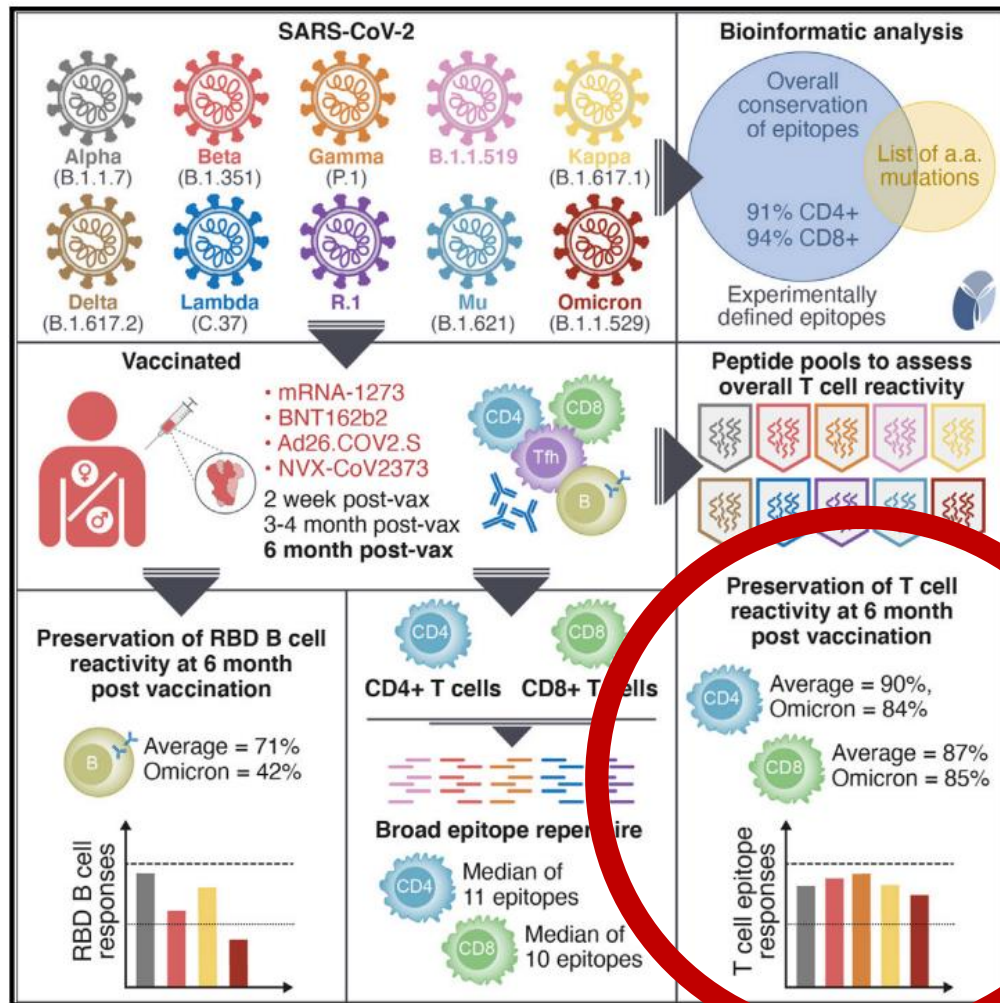 SARS-CoV-2
Alpha
(B.1.1.7)
Beta
(B.1.351)
Gamma
(P.1)
B.1.1.519
Kappa
(B.1.617.1)
Delta
(B.1.617.2)
Lambda
(C.37)
R.1
Mu
(B.1.621)
Omicron
(B.1.1.529)
Bioinformatic analysis
Overall
conservation
of epitopes
91% CD4+
94% CD8+
List of a.a.
mutations
Experimentally
defined epitopes
Vaccinated
• mRNA-1273
• BNT162b2
• Ad26.COV2.S
• NVX-CoV2373
2 week post-vax
3-4 month post-vax
6 month post-vax
CD4
CD8
Tfh
B
Peptide pools to assess
overall T cell reactivity
Preservation of RBD B cell
reactivity at 6 month
post vaccination
B
Average = 71%
Omicron = 42%
RBD B cell
responses
CD4
CD8
CD4+ T cells
CD8+ T cells
Broad epitope repertoire
CD4
Median of
11 epitopes
CD8
Median of
10 epitopes
Preservation of T cell
reactivity at 6 month
post vaccination
CD4
Average = 90%,
Omicron = 84%
CD8
Average = 87%
Omicron = 85%
T cell epitope
responses